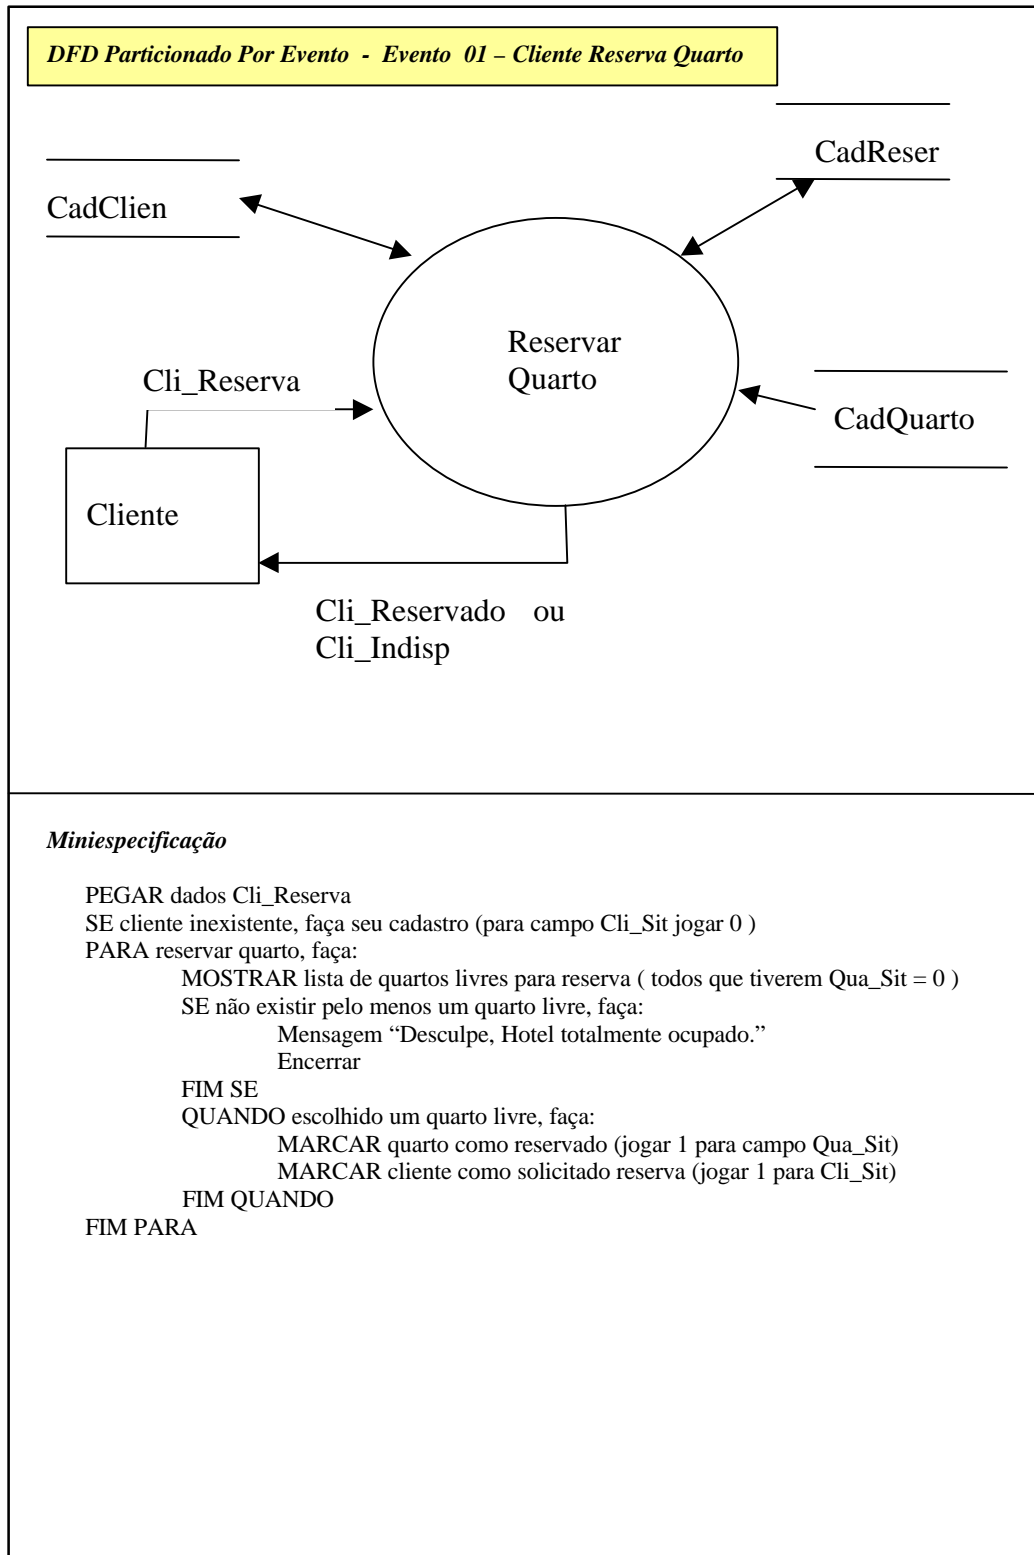 DFD Particionado Por Evento - Evento 01 – Cliente Reserva Quarto
CadReser
CadClien
Reservar
Quarto
Cli_Reserva
CadQuarto
Cliente
Cli_Reservado ou
Cli_Indisp
Miniespecificação
PEGAR dados Cli_Reserva
SE cliente inexistente, faça seu cadastro (para campo Cli_Sit jogar 0 )
PARA reservar quarto, faça:
MOSTRAR lista de quartos livres para reserva ( todos que tiverem Qua_Sit = 0 )
SE não existir pelo menos um quarto livre, faça:
Mensagem “Desculpe, Hotel totalmente ocupado.”
Encerrar
FIM SE
QUANDO escolhido um quarto livre, faça:
MARCAR quarto como reservado (jogar 1 para campo Qua_Sit)
MARCAR cliente como solicitado reserva (jogar 1 para Cli_Sit)
FIM QUANDO
FIM PARA